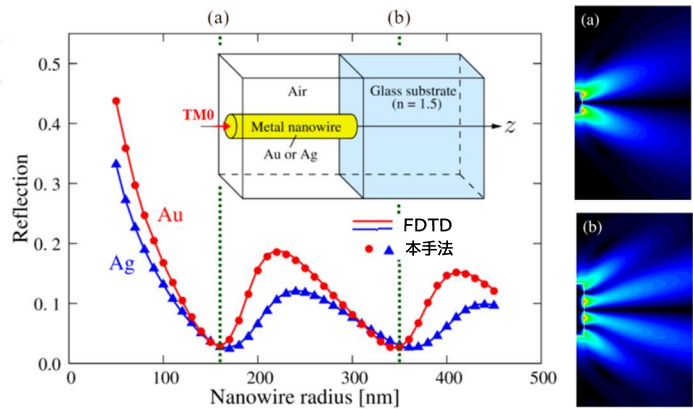 (a)
(b)
0.5
0.4
0.3
0.2
0.1
0.0
Reflection
0
100
200
300
400
500
Nanowire radius [nm]
Au
Ag
Air
Glass substrate
(n = 1.5)
TM0
Metal nanowire
Au or Ag
z
FDTD
本手法
(a)
(b)